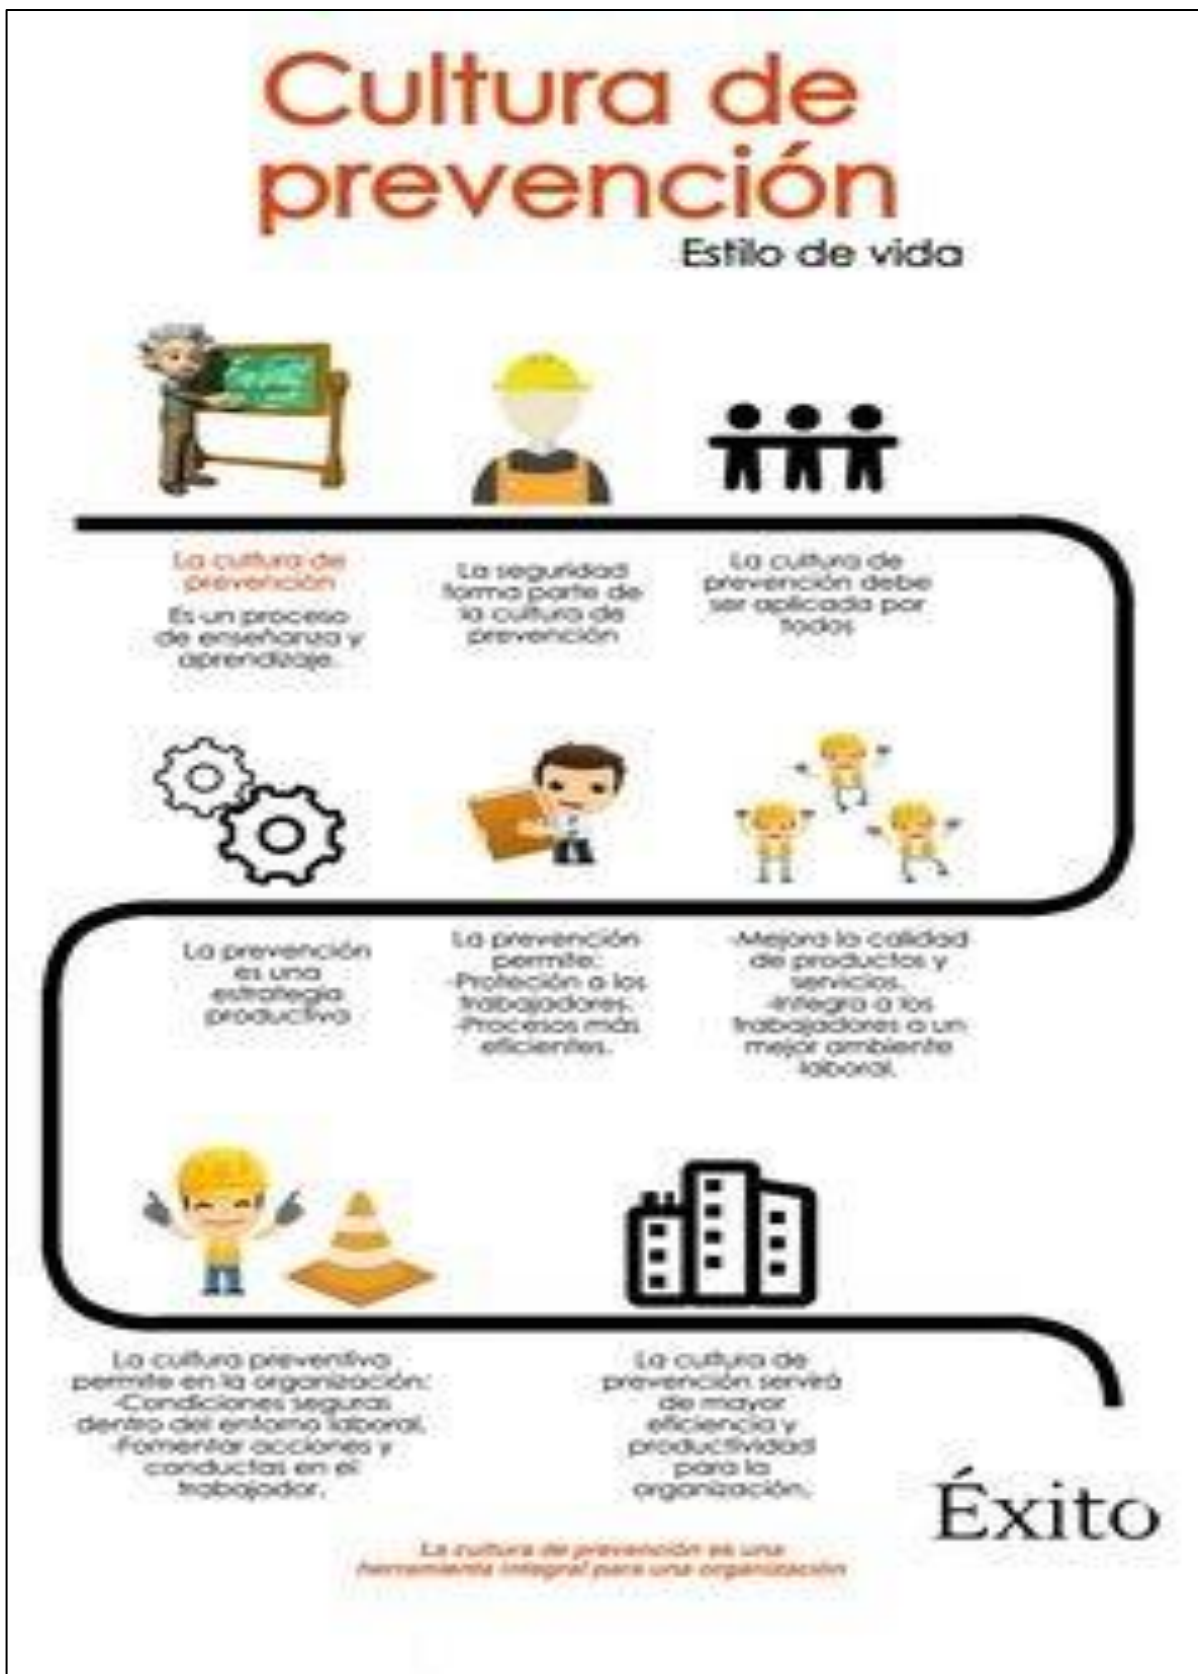 Cultura de
prevención
Estilo de vida
La cultura de
prevención
Es un proceso
de enseñanza y
aprendizaje.
La seguridad
forma parte de
la cultura de
prevención
La cultura de
prevención debe
ser aplicada por
todos
La prevención
es una
estrategia
productiva
La prevención
permite:
-Proteción a los
trabajadores.
-Procesos más
eficientes.
-Mejora la calidad
de productos y
servicios.
-Integra a los
trabajadores a un
mejor ambiente
laboral.
La cultura preventiva
permite en la organización:
-Condiciones seguras
dentro del entorno laboral.
-Fomentar acciones y
conductas en el
trabajador.
La cultura de
prevención servirá
de mayor
eficiencia y
productividad
para la
organización.
Éxito
La cultura de prevención es una
herramienta integral para una organización